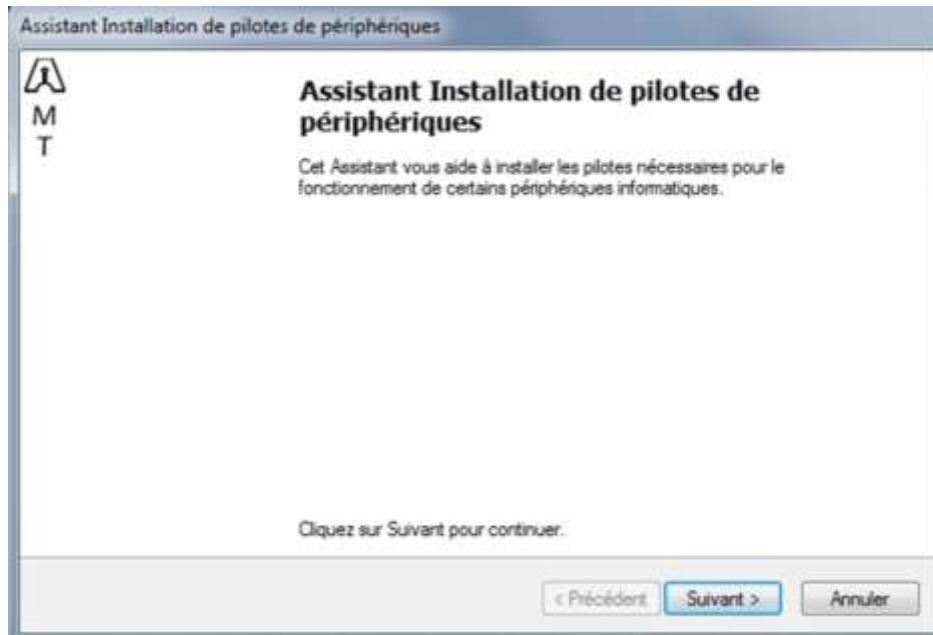 Assistant Installation de pilotes de périphériques
M
T
Assistant Installation de pilotes de
périphériques
Cet Assistant vous aide à installer les pilotes nécessaires pour le
fonctionnement de certains périphériques informatiques.
Cliquez sur Suivant pour continuer.
< Précédent
Suivant >
Annuler